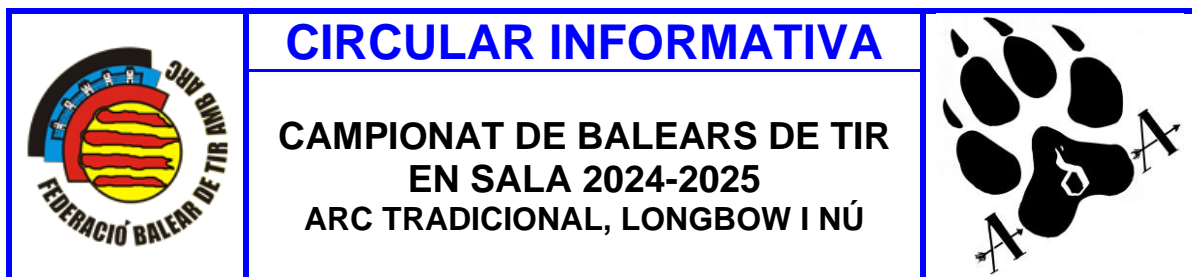 FEDERACIÓ BALEAR DE TIR AMB ARC
CIRCULAR INFORMATIVA
CAMPIONAT DE BALEARS DE TIR
EN SALA 2024-2025
ARC TRADICIONAL, LONGBOW I NÚ
A
A